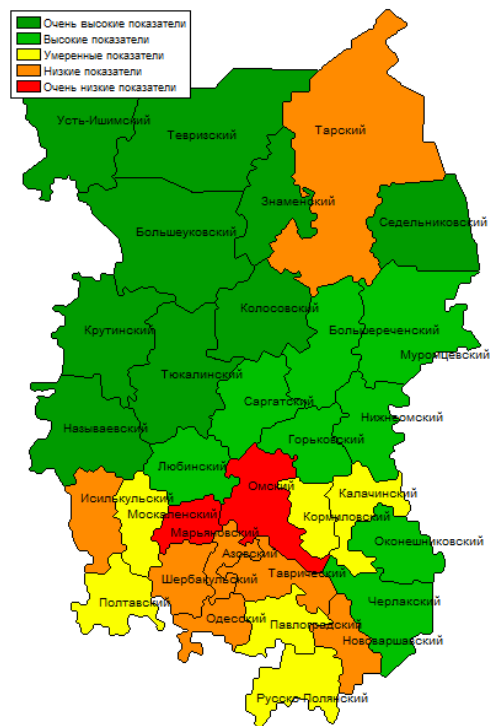 Очень высокие показатели
Высокие показатели
Умеренные показатели
Низкие показатели
Очень низкие показатели
Усть-Ишимский
Тевризский
Тарский
Знаменский
Седельниковский
Большеуковский
Колосовский
Крутинский
Большереченский
Муромцевский
Тюкалинский
Саргатский
Нижнеомский
Называевский
Горьковский
Любинский
Омский
Исилькульский
Калачинский
Москаленский
Кормиловский
Марьяновский
Оконешниковский
Азовский
Шербакульский
Таврический
Полтавский
Черлакский
Одесский
Павлоградский
Нововаршавский
Русско-Полянский